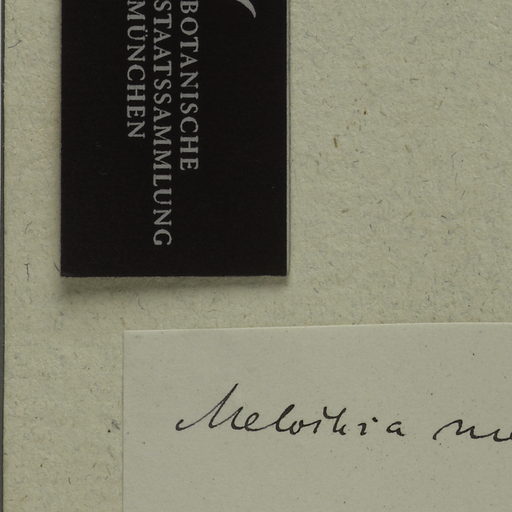 BOTANISCHE
STAATSSAMMLUNG
MÜNCHEN
Melothria